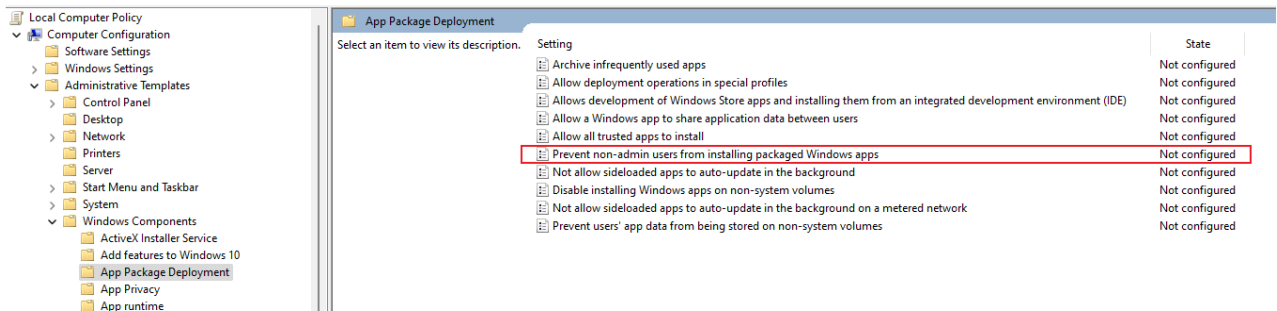 Local Computer Policy
Computer Configuration
Software Settings
Windows Settings
Administrative Templates
Control Panel
Desktop
Network
Printers
Server
Start Menu and Taskbar
System
Windows Components
ActiveX Installer Service
Add features to Windows 10
App Package Deployment
App Privacy
App runtime
App Package Deployment
Select an item to view its description.
Setting State
Archive infrequently used apps Not configured
Allow deployment operations in special profiles Not configured
Allows development of Windows Store apps and installing them from an integrated development environment (IDE) Not configured
Allow a Windows app to share application data between users Not configured
Allow all trusted apps to install Not configured
Prevent non-admin users from installing packaged Windows apps Not configured
Not allow sideloaded apps to auto-update in the background Not configured
Disable installing Windows apps on non-system volumes Not configured
Not allow sideloaded apps to auto-update in the background on a metered network Not configured
Prevent users' app data from being stored on non-system volumes Not configured